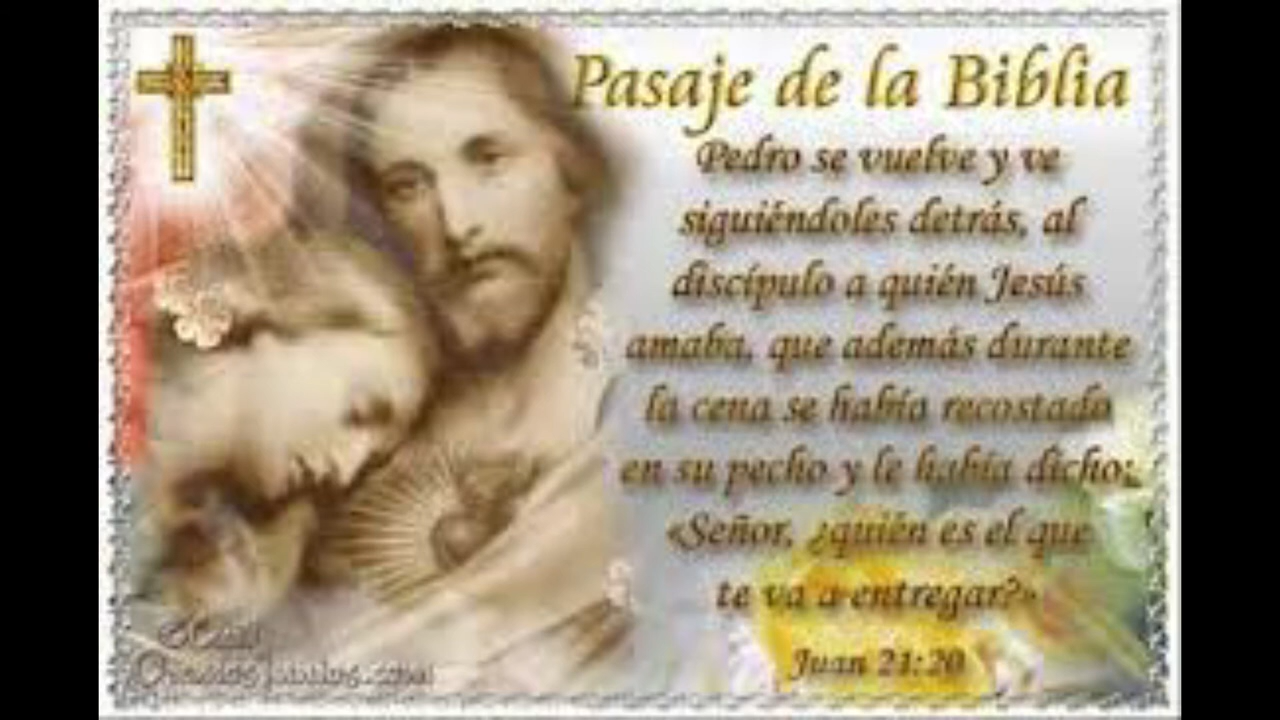 Pasaje de la Biblia
Pedro se vuelve y ve
siguiéndoles detrás, al
discípulo a quién Jesús
amaba, que además durante
la cena se había recostado
en su pecho y le había dicho:
«Señor, ¿quién es el que
te va a entregar?»
Juan 21:20